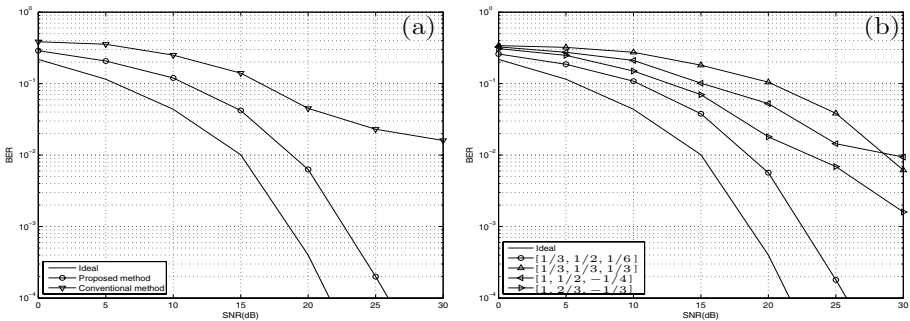 (a)
10^0
10^-1
10^-2
10^-3
10^-4
BER
0 5 10 15 20 25 30
SNR(dB)
Ideal
Proposed method
Conventional method
(b)
10^0
10^-1
10^-2
10^-3
10^-4
BER
0 5 10 15 20 25 30
SNR(dB)
Ideal
[1/3, 1/2, 1/6]
[1/3, 1/3, 1/3]
[1, 1/2, −1/4]
[1, 2/3, −1/3]